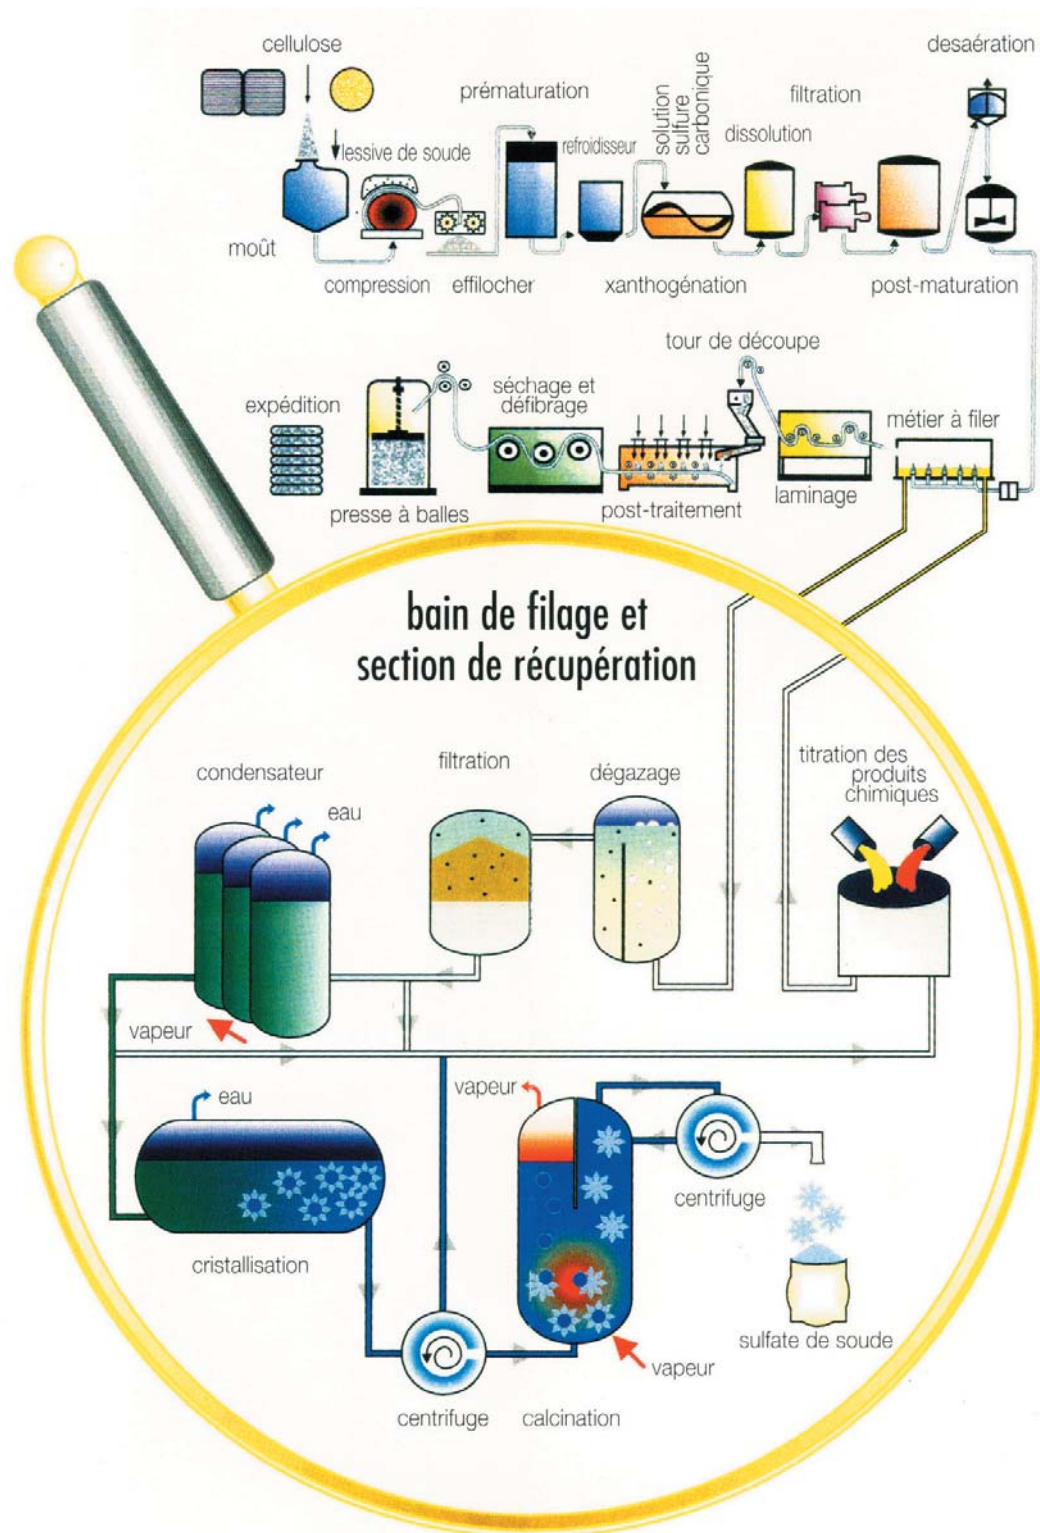 cellulose
desaération
prématuration
solution
sulfure
carbonique
filtration
dissolution
lessive de soude
refroidisseur
moût
compression
effilocher
xanthogénation
post-maturation
tour de découpe
expédition
séchage et
défibrage
métier à filer
laminage
presse à balles
post-traitement
bain de filage et
section de récupération
condensateur
eau
filtration
dégazage
titration des
produits
chimiques
vapeur
eau
vapeur
centrifuge
cristallisation
sulfate de soude
vapeur
centrifuge
calcination